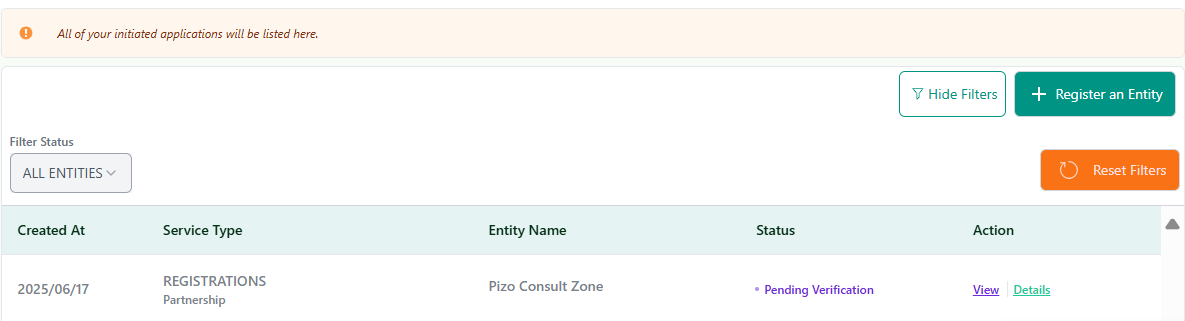 All of your initiated applications will be listed here.
Hide Filters
Register an Entity
Filter Status
ALL ENTITIES
Reset Filters
Created At Service Type Entity Name Status Action
2025/06/17 REGISTRATIONS Pizo Consult Zone Pending Verification View Details
Partnership